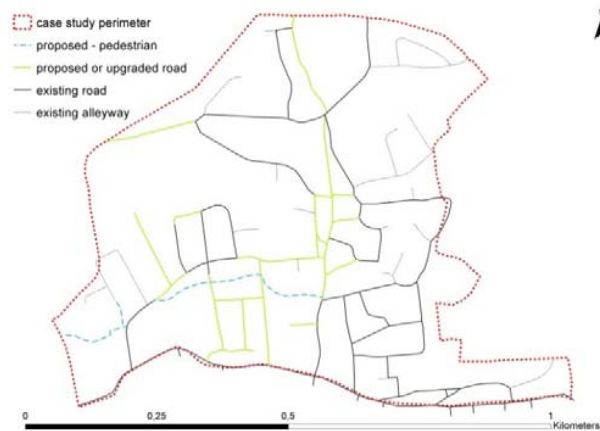 case study perimeter
proposed - pedestrian
proposed or upgraded road
existing road
existing alleyway
0 0,25 0,5 1
Kilometers